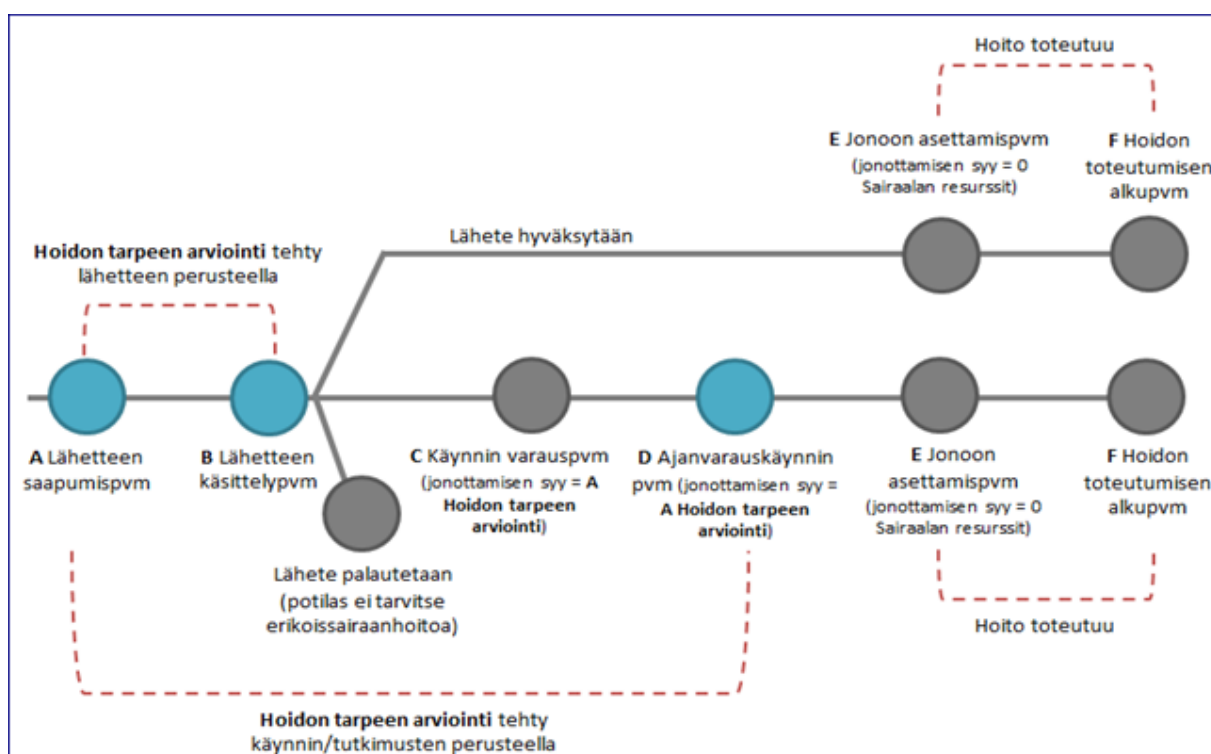 Hoito toteutuu
E Jonoon asettamispvm
(jonottamisen syy = 0
Sairaalan resurssit)
F Hoidon
toteutumisen
alkupvm
Lähete hyväksytään
Hoidon tarpeen arviointi tehty
lähetteen perusteella
A Lähetteen
saapumispvm
B Lähetteen
käsittelypvm
C Käynnin varauspvm
(jonottamisen syy = A
Hoidon tarpeen
arviointi)
D Ajanvarauskäynnin
pvm (jonottamisen syy =
A Hoidon tarpeen
arviointi)
E Jonoon
asettamispvm
(jonottamisen syy = 0
Sairaalan resurssit)
F Hoidon
toteutumisen
alkupvm
Lähete palautetaan
(potilas ei tarvitse
erikoissairaanhoitoa)
Hoito toteutuu
Hoidon tarpeen arviointi tehty
käynnin/tutkimusten perusteella